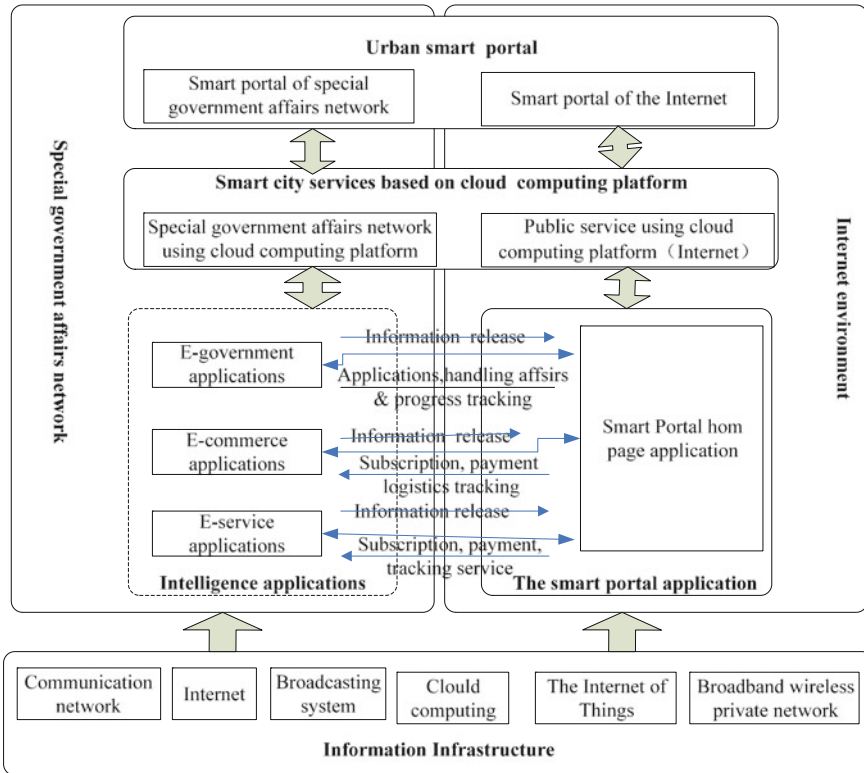 Urban smart portal
Smart portal of special
government affairs network
Smart portal of the Internet
Special government affairs network
Internet environment
Smart city services based on cloud computing platform
Special government affairs network
using cloud computing platform
Public service using cloud
computing platform（Internet）
Information release
E-government
applications
Applications,handling affsirs
& progress tracking
Information release
E-commerce
applications
Subscription, payment
logistics tracking
Information release
E-service
applications
Subscription, payment,
tracking service
Smart Portal hom
page application
Intelligence applications
The smart portal application
Communication
network
Internet
Broadcasting
system
Clould
computing
The Internet of
Things
Broadband wireless
private network
Information Infrastructure